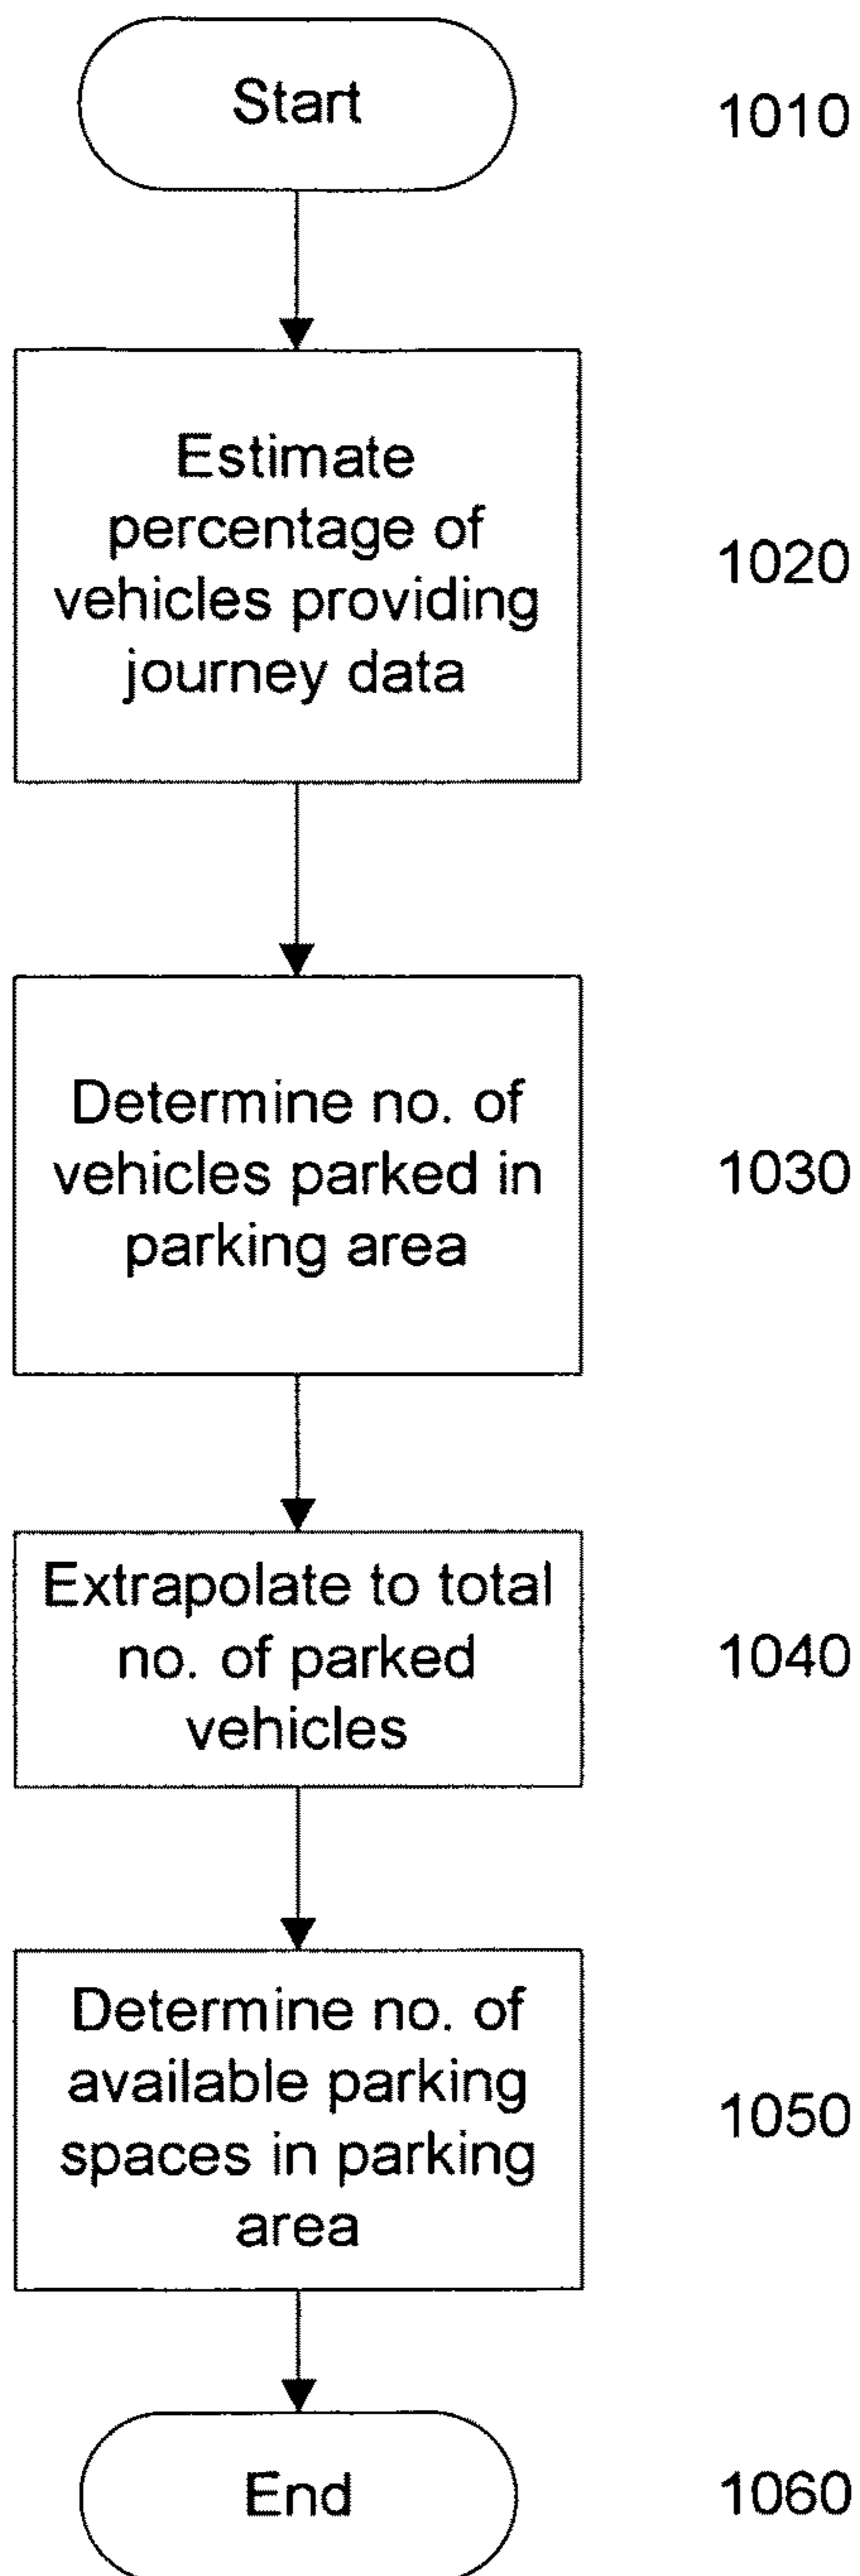 Start
1010
Estimate
percentage of
vehicles providing
journey data
1020
Determine no. of
vehicles parked in
parking area
1030
Extrapolate to total
no. of parked
vehicles
1040
Determine no. of
available parking
spaces in parking
area
1050
End
1060